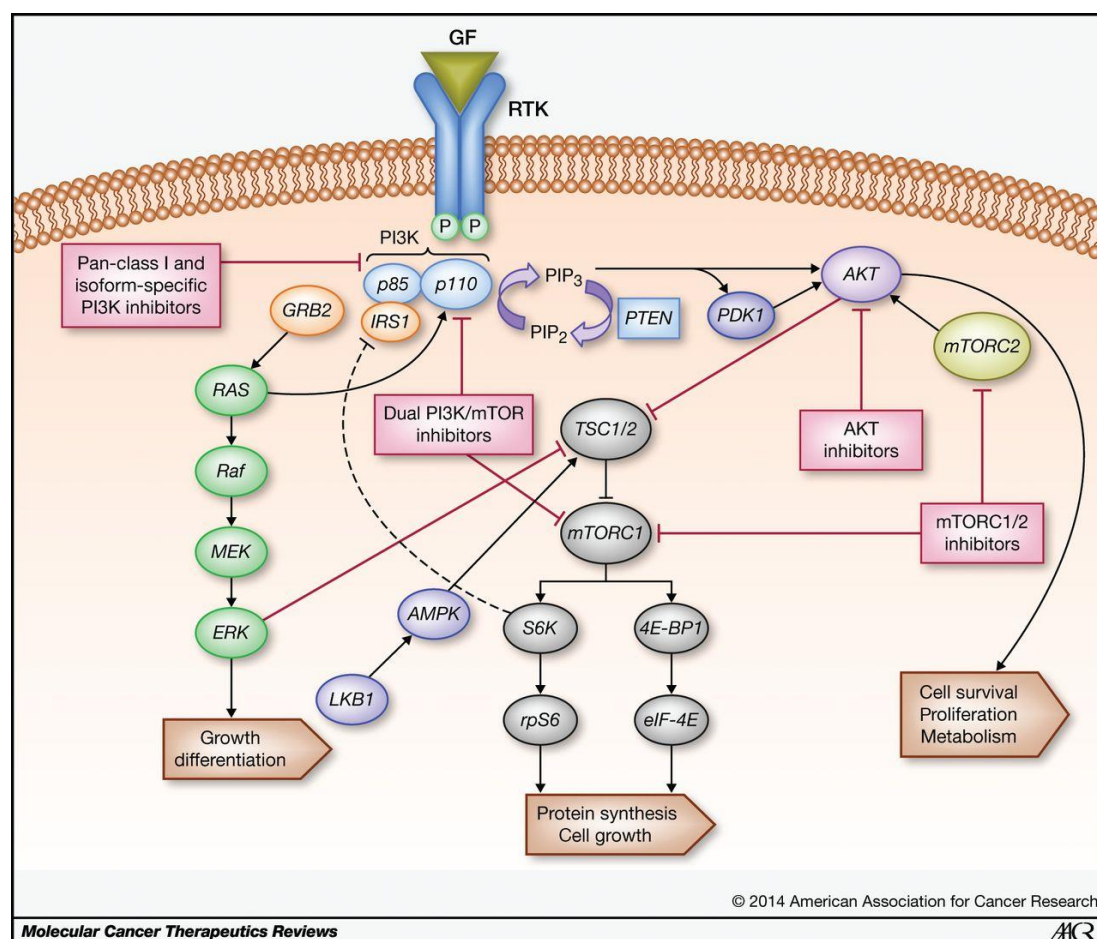 GF
RTK
P P
PI3K
Pan-class I and
isoform-specific
PI3K inhibitors
p85
p110
PIP3
AKT
GRB2
IRS1
PIP2
PTEN
PDK1
mTORC2
RAS
Dual PI3K/mTOR
inhibitors
TSC1/2
AKT
inhibitors
Raf
mTORC1
mTORC1/2
inhibitors
MEK
AMPK
ERK
S6K
4E-BP1
LKB1
Cell survival
Proliferation
Metabolism
rpS6
eIF-4E
Growth
differentiation
Protein synthesis
Cell growth
© 2014 American Association for Cancer Research
Molecular Cancer Therapeutics Reviews
AACR